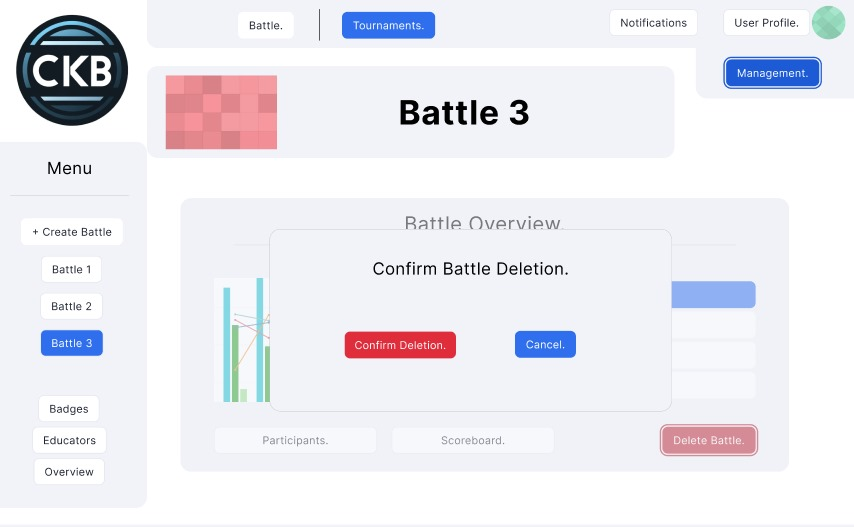 CKB
Battle.
Tournaments.
Notifications
User Profile.
Management.
Battle 3
Menu
+ Create Battle
Battle 1
Battle 2
Battle 3
Badges
Educators
Overview
Battle Overview.
Confirm Battle Deletion.
Confirm Deletion.
Cancel.
Participants.
Scoreboard.
Delete Battle.